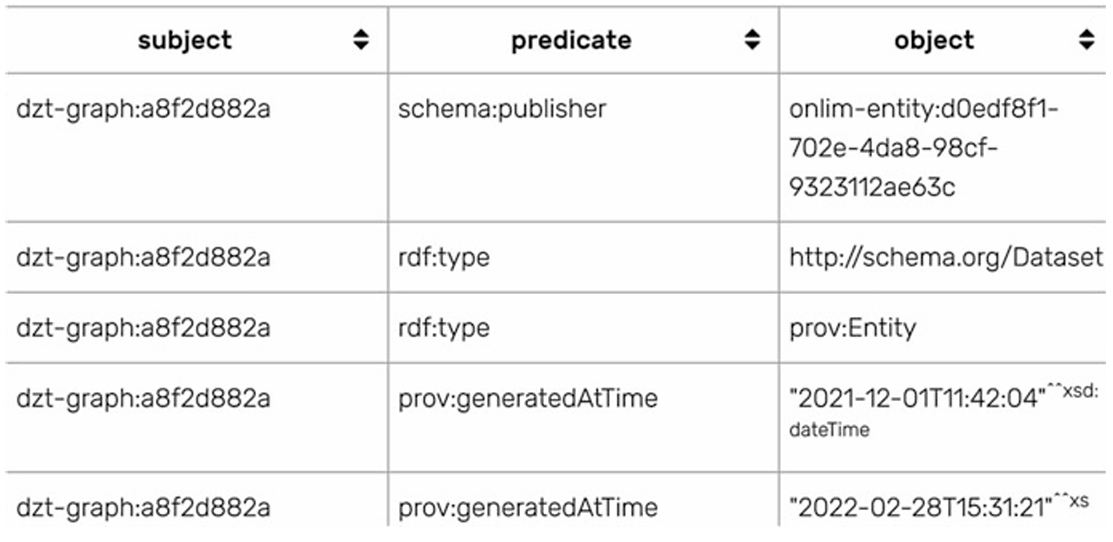 subject predicate object
dzt-graph:a8f2d882a schema:publisher onlim-entity:d0edf8f1-
702e-4da8-98cf-
9323112ae63c
dzt-graph:a8f2d882a rdf:type http://schema.org/Dataset
dzt-graph:a8f2d882a rdf:type prov:Entity
dzt-graph:a8f2d882a prov:generatedAtTime "2021-12-01T11:42:04"^^xsd:
dateTime
dzt-graph:a8f2d882a prov:generatedAtTime "2022-02-28T15:31:21"^^xs